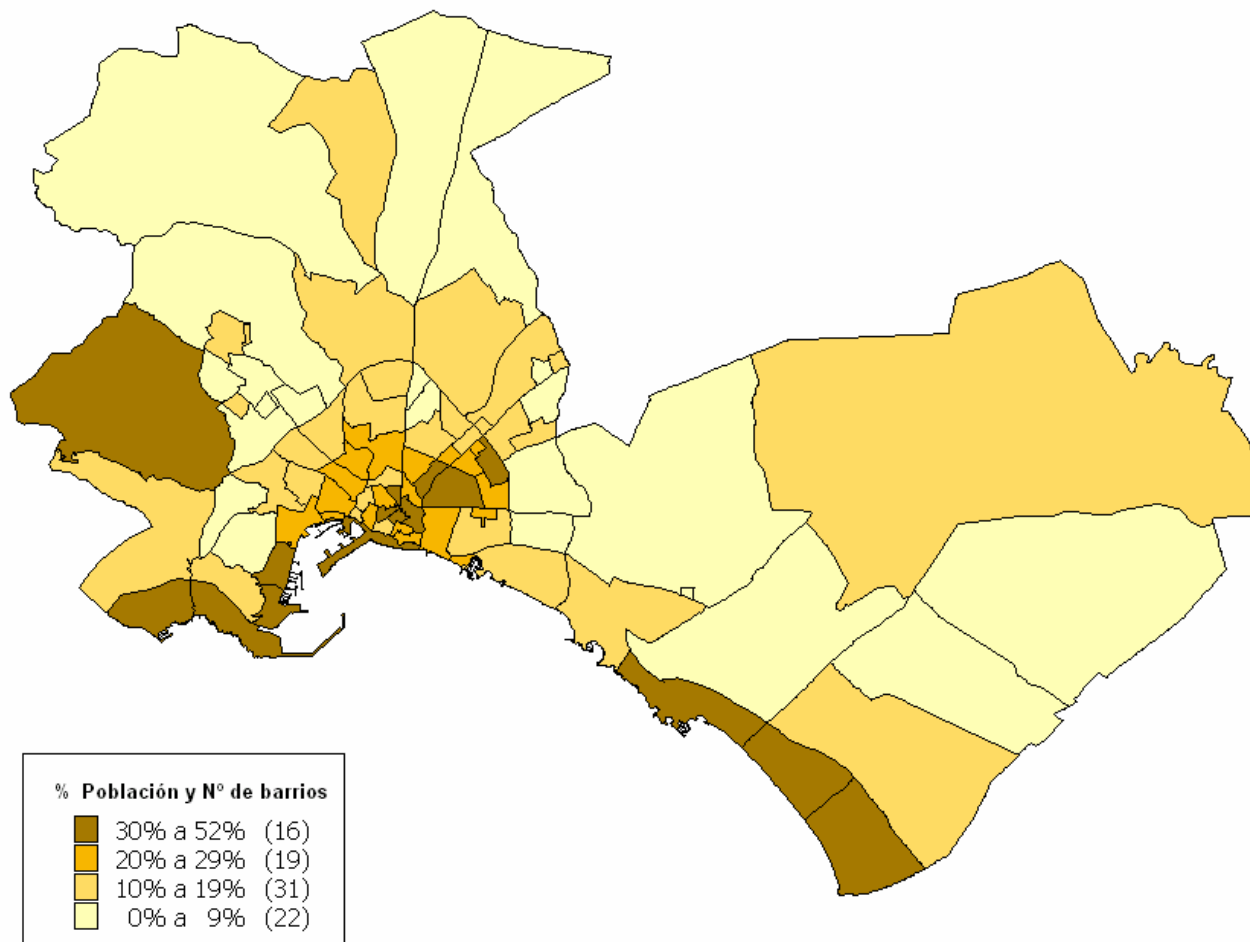 % Población y Nº de barrios
30% a 52% (16)
20% a 29% (19)
10% a 19% (31)
0% a 9% (22)